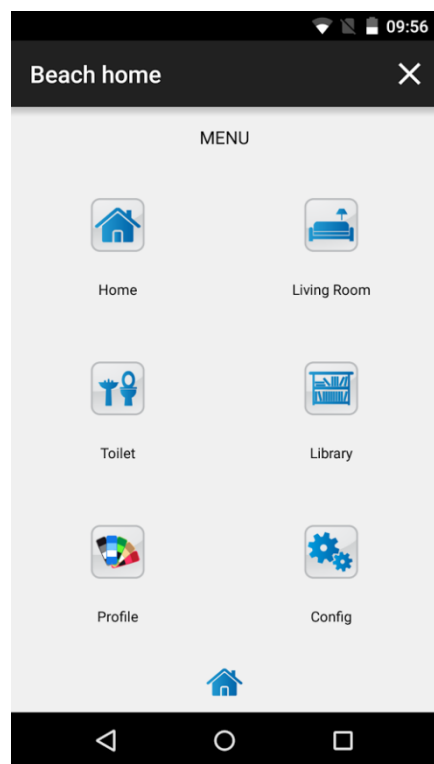 09:56
Beach home
MENU
Home
Living Room
Toilet
Library
Profile
Config